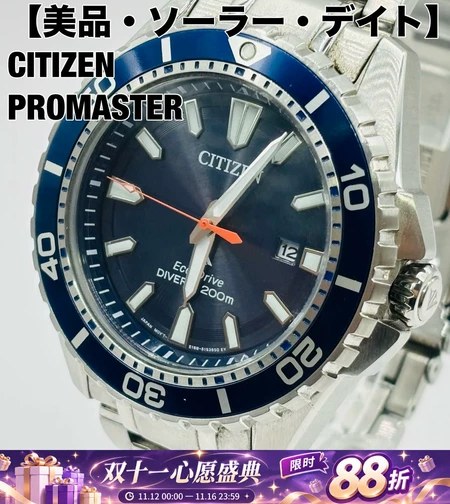 【美品・ソーラー・デイト】
CITIZEN
PROMASTER
CITIZEN
12
Eco-Drive
DIVER'S 200m
10
20
30
40
50
双十一心愿盛典
11.12 00:00 — 11.16 23:59
限时
88折